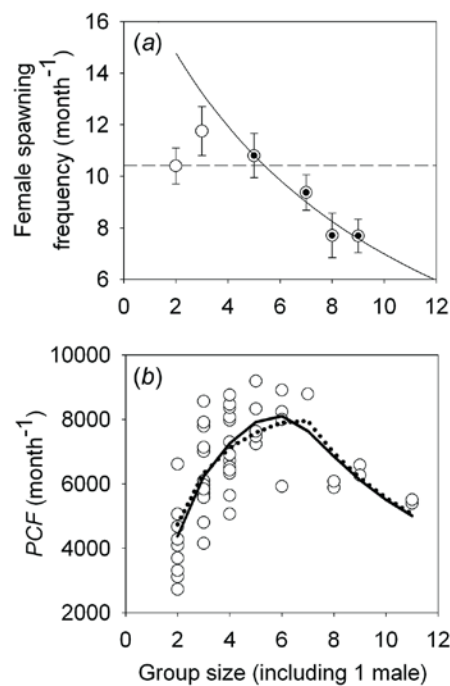 (a)
Female spawning
frequency (month⁻¹)
16
14
12
10
8
6
0 2 4 6 8 10 12
(b)
PCF (month⁻¹)
10000
8000
6000
4000
2000
0 2 4 6 8 10 12
Group size (including 1 male)